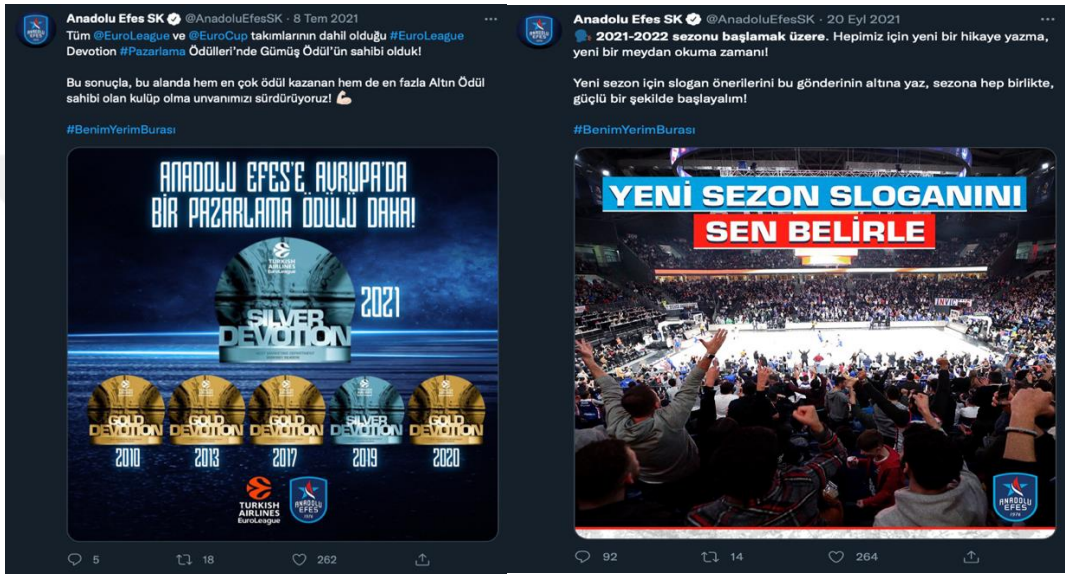 Anadolu Efes SK @AnadoluEfesSK · 8 Tem 2021
Tüm @EuroLeague ve @EuroCup takımlarının dahil olduğu #EuroLeague
Devotion #Pazarlama Ödülleri'nde Gümüş Ödül'ün sahibi olduk!
Bu sonuçla, bu alanda hem en çok ödül kazanan hem de en fazla Altın Ödül
sahibi olan kulüp olma unvanımızı sürdürüyoruz! 💪🏻
#BenimYerimBurası
ANADOLU EFES'E AVRUPA'DA
BİR PAZARLAMA ÖDÜLÜ DAHA!
TURKISH
AIRLINES
EuroLeague
SILVER
DEVOTION
2021
GOLD
DEVOTION
GOLD
DEVOTION
GOLD
DEVOTION
SILVER
DEVOTION
GOLD
DEVOTION
2010 2013 2017 2019 2020
TURKISH
AIRLINES
EuroLeague
ANADOLU
EFES
1976
5 18 262
Anadolu Efes SK @AnadoluEfesSK · 20 Eyl 2021
🗣 2021-2022 sezonu başlamak üzere. Hepimiz için yeni bir hikaye yazma,
yeni bir meydan okuma zamanı!
Yeni sezon için slogan önerilerini bu gönderinin altına yaz, sezona hep birlikte,
güçlü bir şekilde başlayalım!
#BenimYerimBurası
YENİ SEZON SLOGANINI
SEN BELİRLE
ANADOLU
EFES
1976
92 14 264